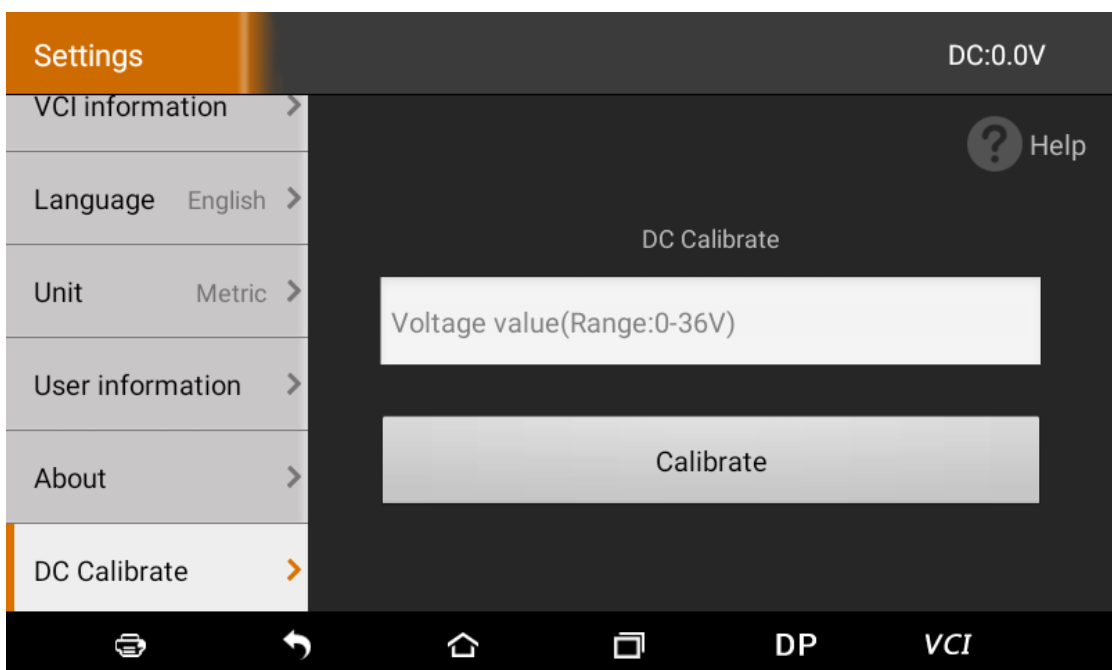 Settings
DC:0.0V
VCI information
Language English
Unit Metric
User information
About
DC Calibrate
? Help
DC Calibrate
Voltage value(Range:0-36V)
Calibrate
DP
VCI